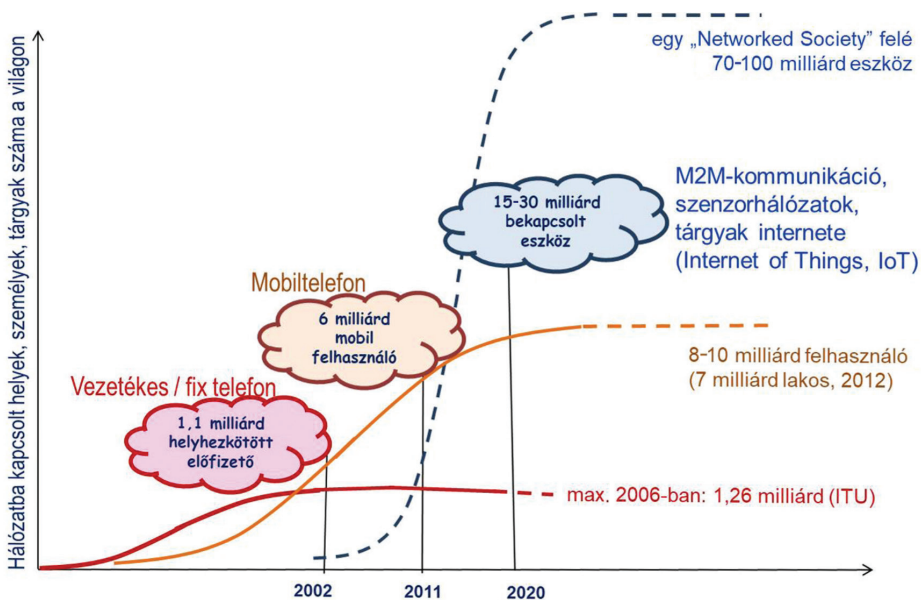 Hálózatba kapcsolt helyek, személyek, tárgyak száma a világon
egy „Networked Society” felé
70-100 milliárd eszköz
15-30 milliárd
bekapcsolt
eszköz
M2M-kommunikáció,
szenzorhálózatok,
tárgyak internete
(Internet of Things, IoT)
Mobiltelefon
6 milliárd
mobil
felhasználó
8-10 milliárd felhasználó
(7 milliárd lakos, 2012)
Vezetékes / fix telefon
1,1 milliárd
helyhezkötött
előfizető
max. 2006-ban: 1,26 milliárd (ITU)
2002
2011
2020